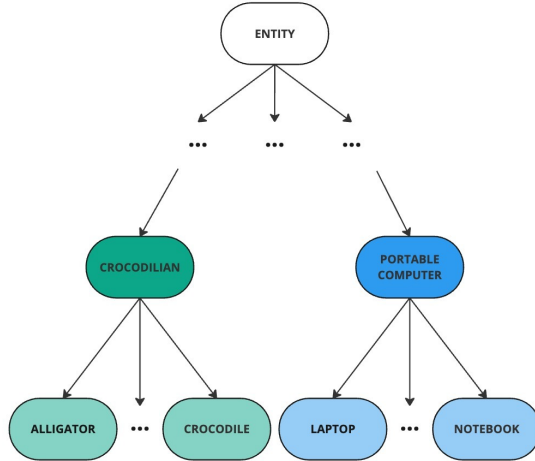 ENTITY
... ... ...
CROCODILIAN
PORTABLE
COMPUTER
ALLIGATOR ... CROCODILE LAPTOP ... NOTEBOOK